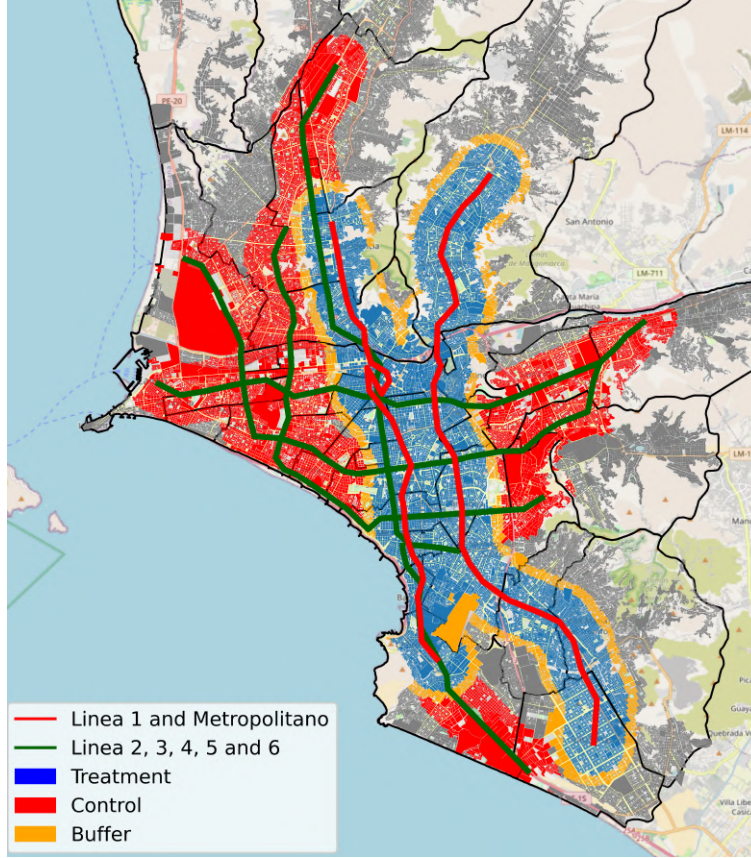 PE-20
LM-114
San Antonio
LM-711
Linea 1 and Metropolitano
Linea 2, 3, 4, 5 and 6
Treatment
Control
Buffer